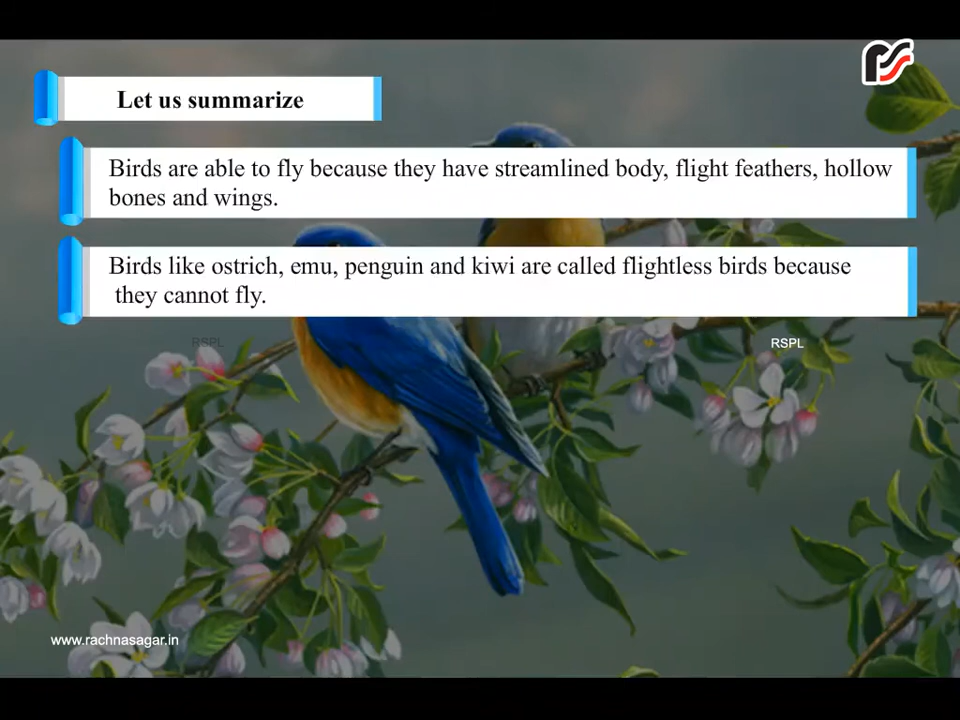 Let us summarize
Birds are able to fly because they have streamlined body, flight feathers, hollow
bones and wings.
Birds like ostrich, emu, penguin and kiwi are called flightless birds because
they cannot fly.
RSPL
RSPL
www.rachnasagar.in